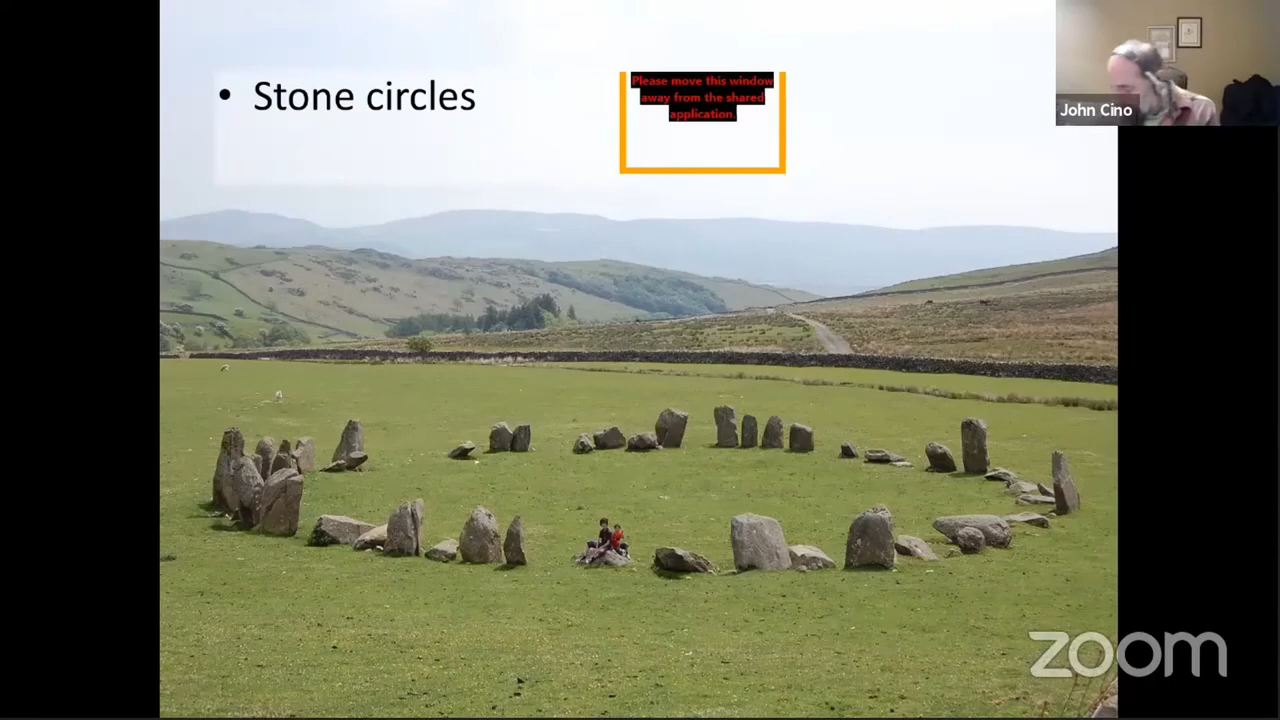 • Stone circles
Please move this window
away from the shared
application.
John Cino
zoom